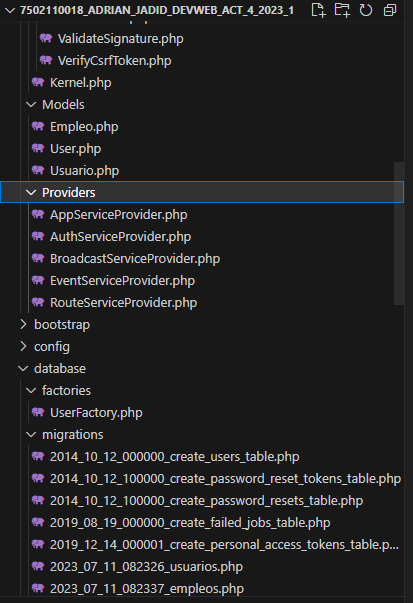 7502110018_ADRIAN_JADID_DEVWEB_ACT_4_2023_1
ValidateSignature.php
VerifyCsrfToken.php
Kernel.php
Models
Empleo.php
User.php
Usuario.php
Providers
AppServiceProvider.php
AuthServiceProvider.php
BroadcastServiceProvider.php
EventServiceProvider.php
RouteServiceProvider.php
bootstrap
config
database
factories
UserFactory.php
migrations
2014_10_12_000000_create_users_table.php
2014_10_12_100000_create_password_reset_tokens_table.php
2014_10_12_100000_create_password_resets_table.php
2019_08_19_000000_create_failed_jobs_table.php
2019_12_14_000001_create_personal_access_tokens_table.p...
2023_07_11_082326_usuarios.php
2023_07_11_082337_empleos.php